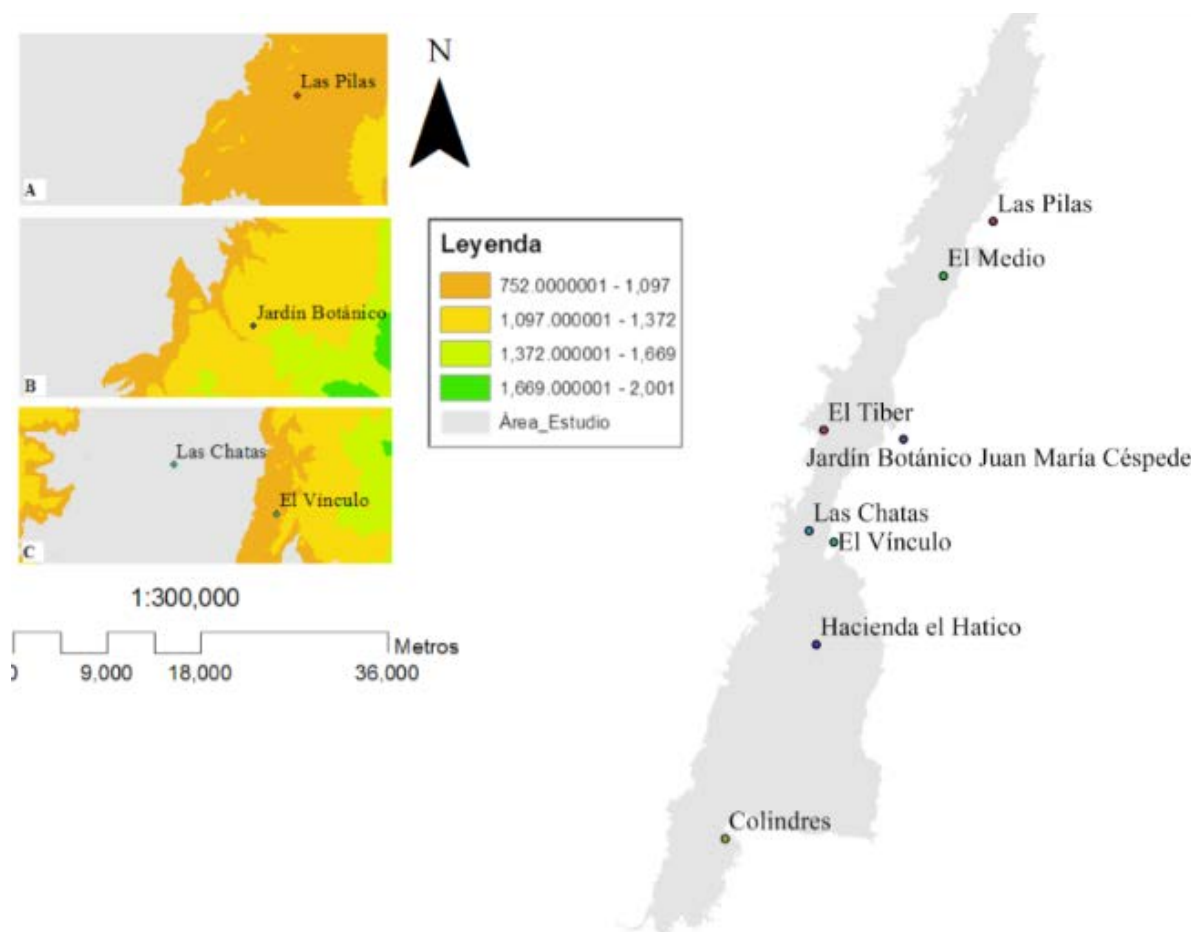 Las Pilas
A
Jardín Botánico
B
Las Chatas
El Vínculo
C
N
Leyenda
752.0000001 - 1,097
1,097.000001 - 1,372
1,372.000001 - 1,669
1,669.000001 - 2,001
Área_Estudio
1:300,000
Metros
0 9,000 18,000 36,000
Las Pilas
El Medio
El Tiber
Jardín Botánico Juan María Céspede
Las Chatas
El Vínculo
Hacienda el Hatico
Colindres